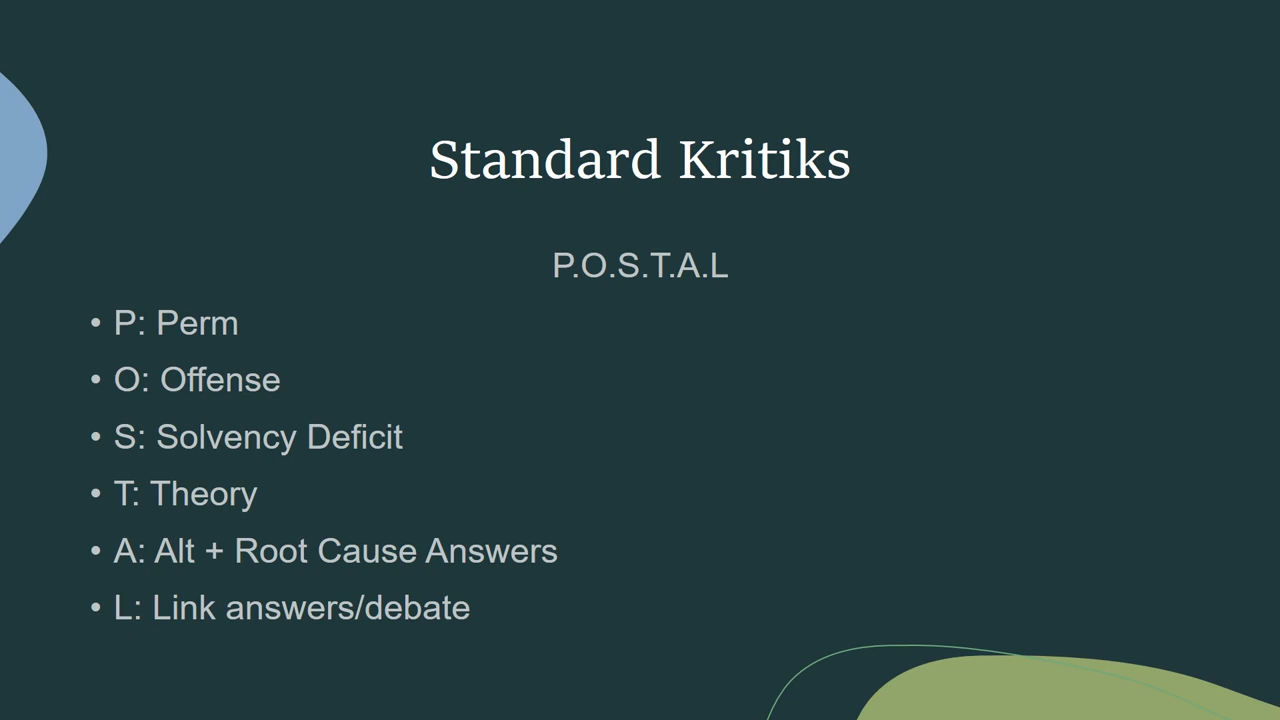 Standard Kritiks
P.O.S.T.A.L
• P: Perm
• O: Offense
• S: Solvency Deficit
• T: Theory
• A: Alt + Root Cause Answers
• L: Link answers/debate